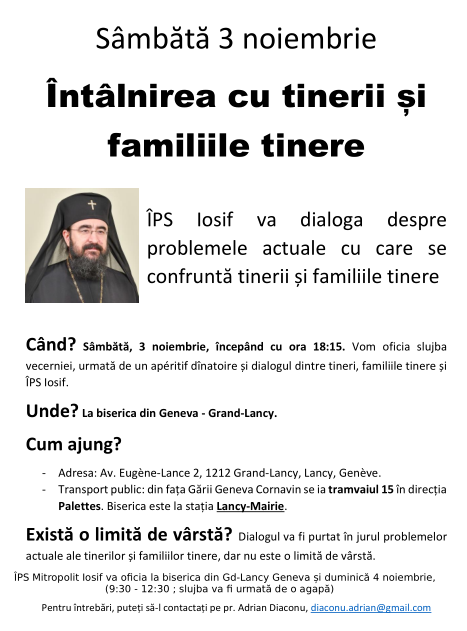 Sâmbătă 3 noiembrie
Întâlnirea cu tinerii și
familiile tinere
ÎPS Iosif va dialoga despre
problemele actuale cu care se
confruntă tinerii și familiile tinere
Când? Sâmbătă, 3 noiembrie, începând cu ora 18:15. Vom oficia slujba
vecerniei, urmată de un apéritif dînatoire și dialogul dintre tineri, familiile tinere și
ÎPS Iosif.
Unde? La biserica din Geneva - Grand-Lancy.
Cum ajung?
- Adresa: Av. Eugène-Lance 2, 1212 Grand-Lancy, Lancy, Genève.
- Transport public: din fața Gării Geneva Cornavin se ia tramvaiul 15 în direcția
Palettes. Biserica este la stația Lancy-Mairie.
Există o limită de vârstă? Dialogul va fi purtat în jurul problemelor
actuale ale tinerilor și familiilor tinere, dar nu este o limită de vârstă.
ÎPS Mitropolit Iosif va oficia la biserica din Gd-Lancy Geneva și duminică 4 noiembrie,
(9:30 - 12:30 ; slujba va fi urmată de o agapă)
Pentru întrebări, puteți să-l contactați pe pr. Adrian Diaconu, diaconu.adrian@gmail.com